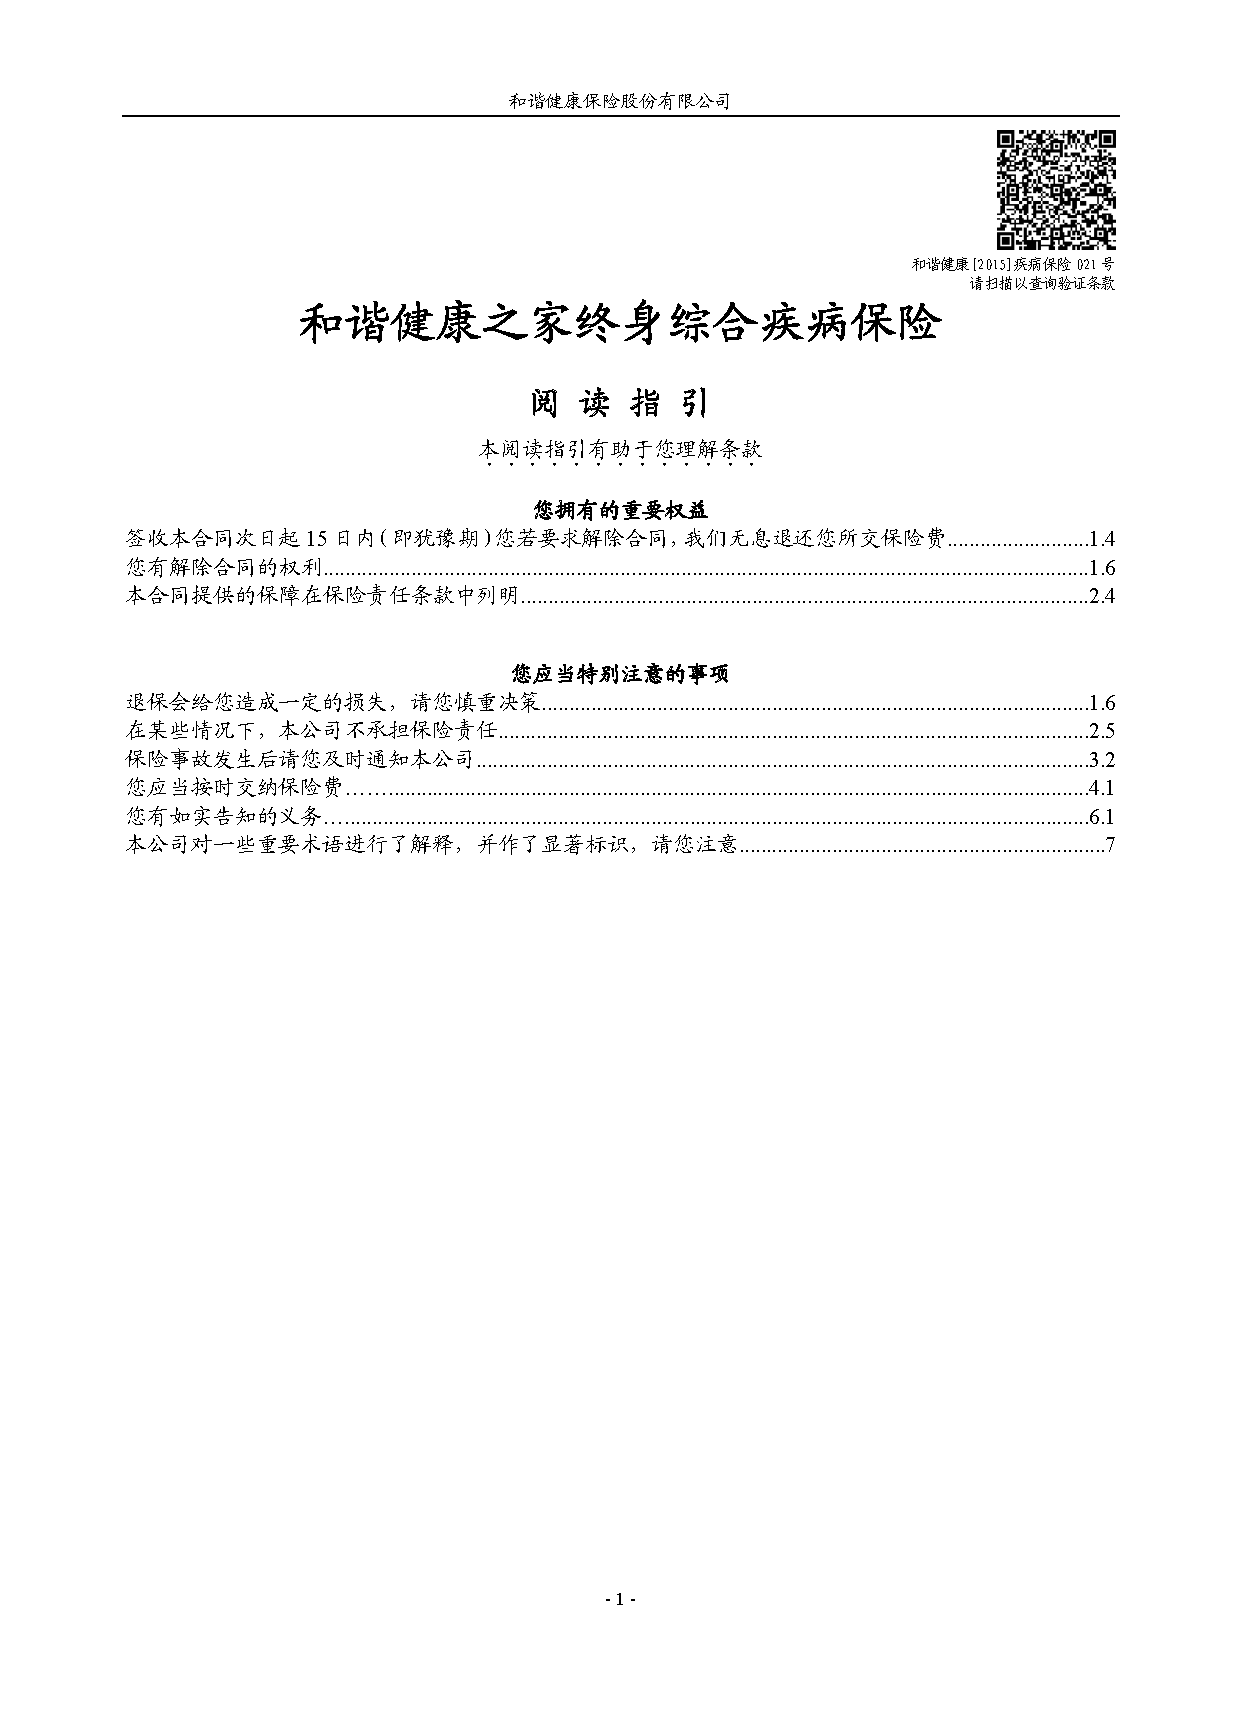 和谐健康保险股份有限公司
和谐健康[2015]疾病保险 021 号
请扫描以查询验证条款
和谐健康之家终身综合疾病保险
阅 读 指 引
本阅读指引有助于您理解条款
您拥有的重要权益
签收本合同次日起 15 日内（即犹豫期）您若要求解除合同，我们无息退还您所交保险费..........................1.4
您有解除合同的权利............................................................................................................................................1.6
本合同提供的保障在保险责任条款中列明........................................................................................................2.4
您应当特别注意的事项
退保会给您造成一定的损失，请您慎重决策....................................................................................................1.6
在某些情况下，本公司不承担保险责任............................................................................................................2.5
保险事故发生后请您及时通知本公司................................................................................................................3.2
您应当按时交纳保险费……................................................................................................................................4.1
您有如实告知的义务…........................................................................................................................................6.1
本公司对一些重要术语进行了解释，并作了显著标识，请您注意...................................................................7
- 1 -